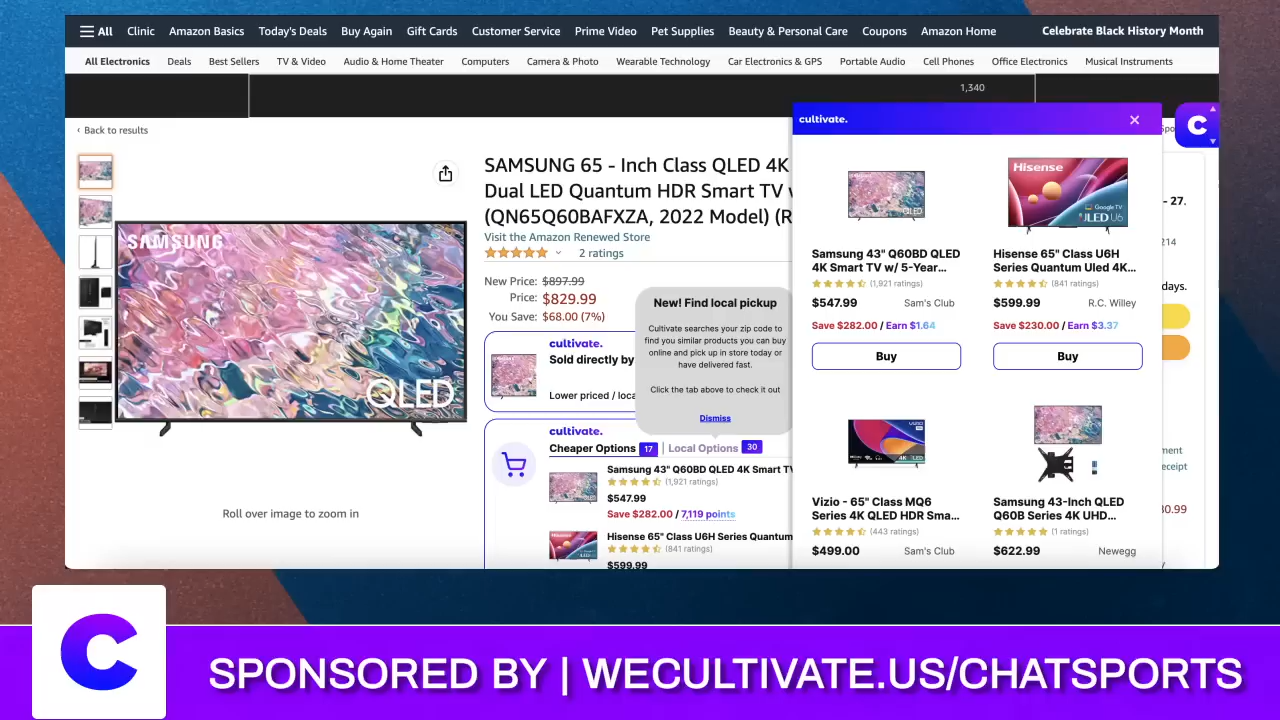 All Clinic Amazon Basics Today's Deals Buy Again Gift Cards Customer Service Prime Video Pet Supplies Beauty & Personal Care Coupons Amazon Home Celebrate Black History Month
All Electronics Deals Best Sellers TV & Video Audio & Home Theater Computers Camera & Photo Wearable Technology Car Electronics & GPS Portable Audio Cell Phones Office Electronics Musical Instruments
1,340
‹ Back to results
SAMSUNG
QLED
Roll over image to zoom in
SAMSUNG 65 - Inch Class QLED 4K
Dual LED Quantum HDR Smart TV
(QN65Q60BAFXZA, 2022 Model) (R
Visit the Amazon Renewed Store
2 ratings
New Price: $897.99
Price: $829.99
You Save: $68.00 (7%)
cultivate.
Sold directly by
Lower priced / loca
New! Find local pickup
Cultivate searches your zip code to
find you similar products you can buy
online and pick up in store today or
have delivered fast.
Click the tab above to check it out
Dismiss
cultivate.
Cheaper Options 17 | Local Options 30
Samsung 43" Q60BD QLED 4K Smart TV
(1,921 ratings)
$547.99
Save $282.00 / 7,119 points
Hisense 65" Class U6H Series Quantum
(841 ratings)
$599.99
cultivate.
C
QLED
Samsung 43" Q60BD QLED
4K Smart TV w/ 5-Year...
(1,921 ratings)
$547.99 Sam's Club
Save $282.00 / Earn $1.64
Buy
Hisense
Google TV
ULED U6
Hisense 65" Class U6H
Series Quantum Uled 4K...
(841 ratings)
$599.99 R.C. Willey
Save $230.00 / Earn $3.37
Buy
Vizio - 65" Class MQ6
Series 4K QLED HDR Sma...
(443 ratings)
$499.00 Sam's Club
Samsung 43-Inch QLED
Q60B Series 4K UHD...
(1 ratings)
$622.99 Newegg
- 27.
214
days.
ment
eceipt
30.99
C
SPONSORED BY | WECULTIVATE.US/CHATSPORTS